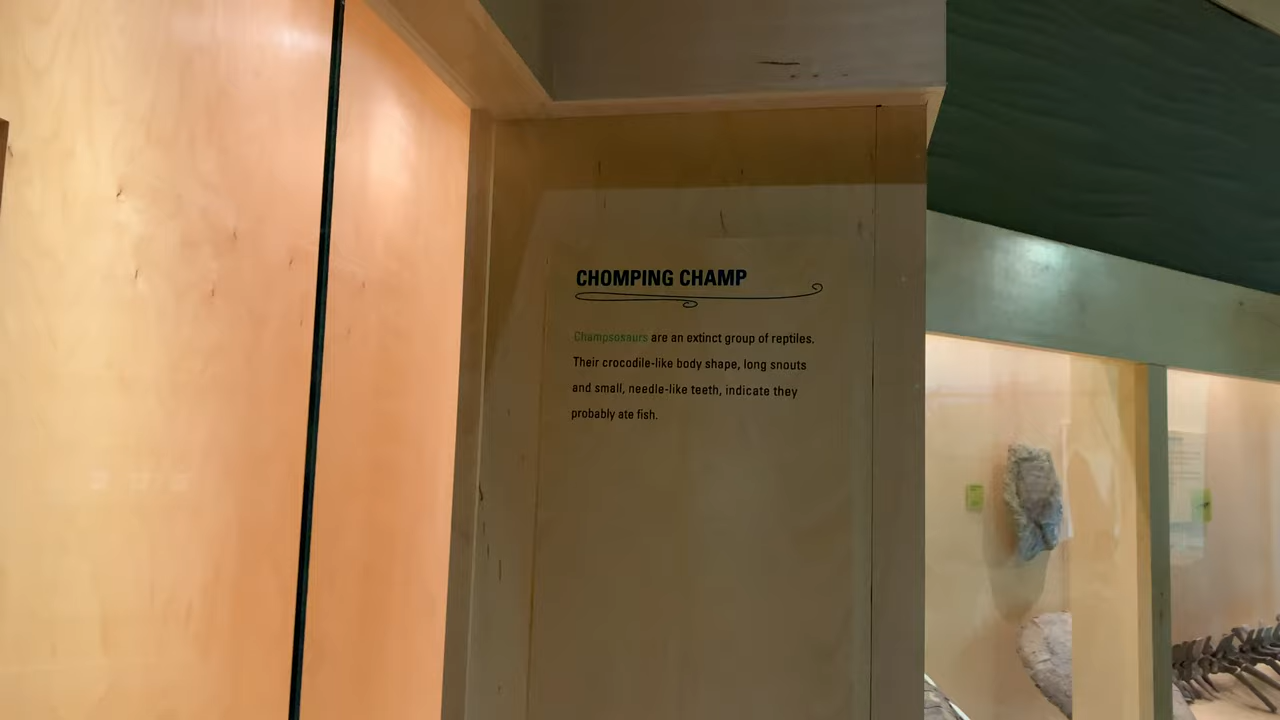 CHOMPING CHAMP
Champsosaurs are an extinct group of reptiles.
Their crocodile-like body shape, long snouts
and small, needle-like teeth, indicate they
probably ate fish.